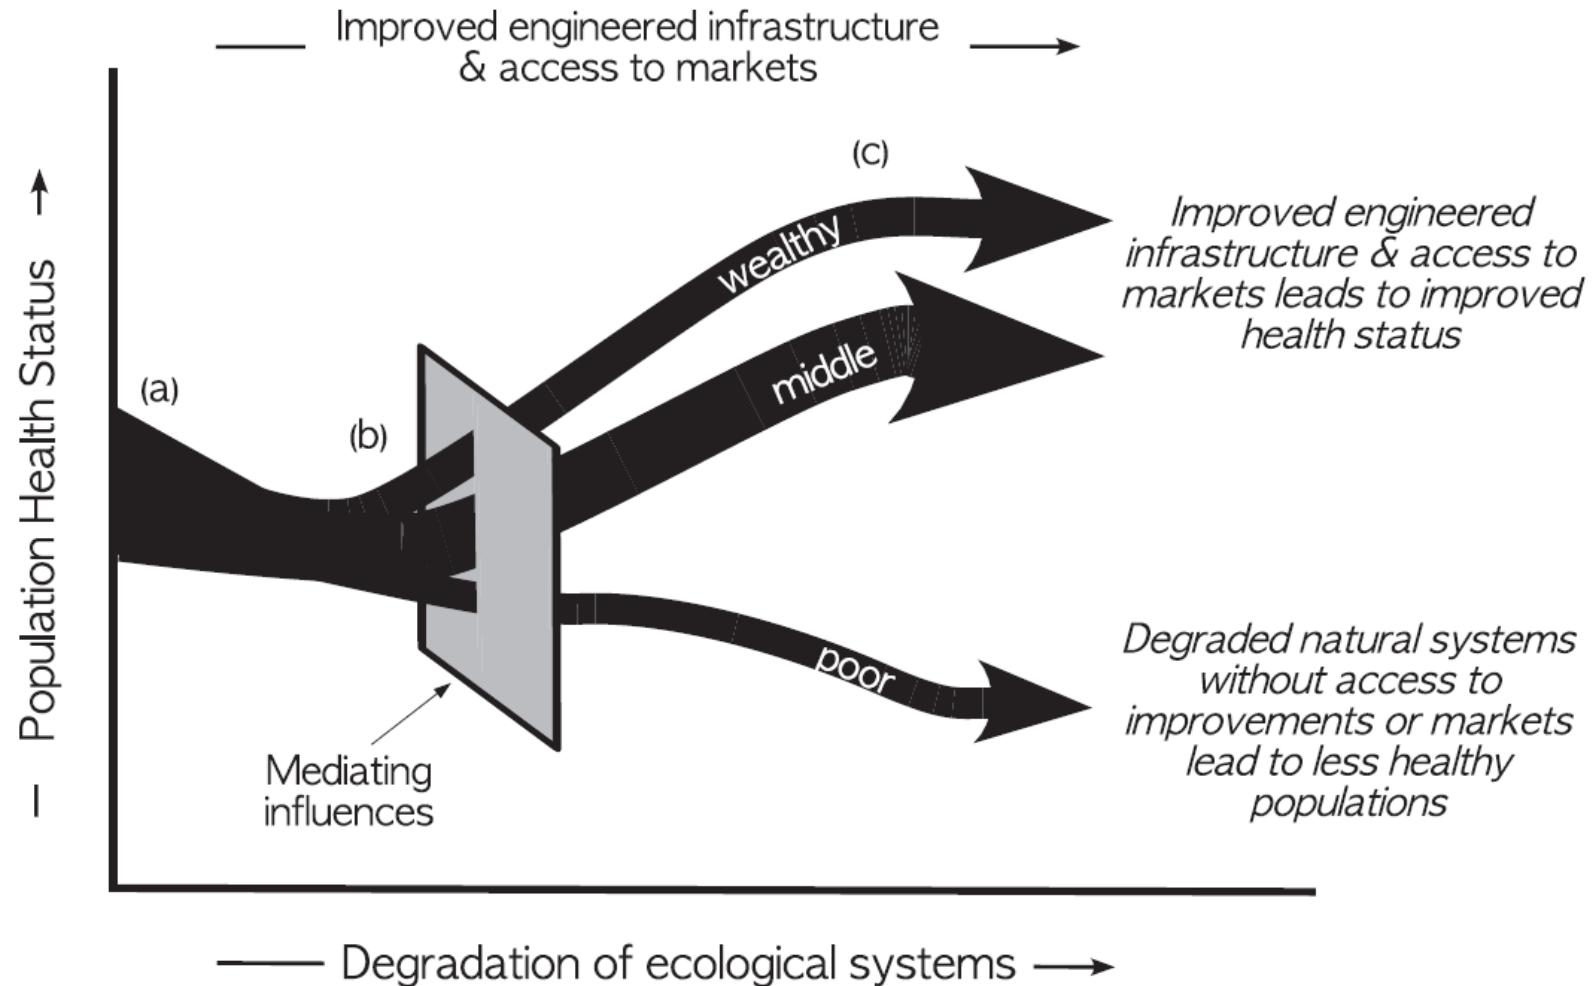 Improved engineered infrastructure
& access to markets
(c)
wealthy
Improved engineered
infrastructure & access to
markets leads to improved
health status
middle
(a)
(b)
Population Health Status
poor
Degraded natural systems
without access to
improvements or markets
lead to less healthy
populations
Mediating
influences
Degradation of ecological systems